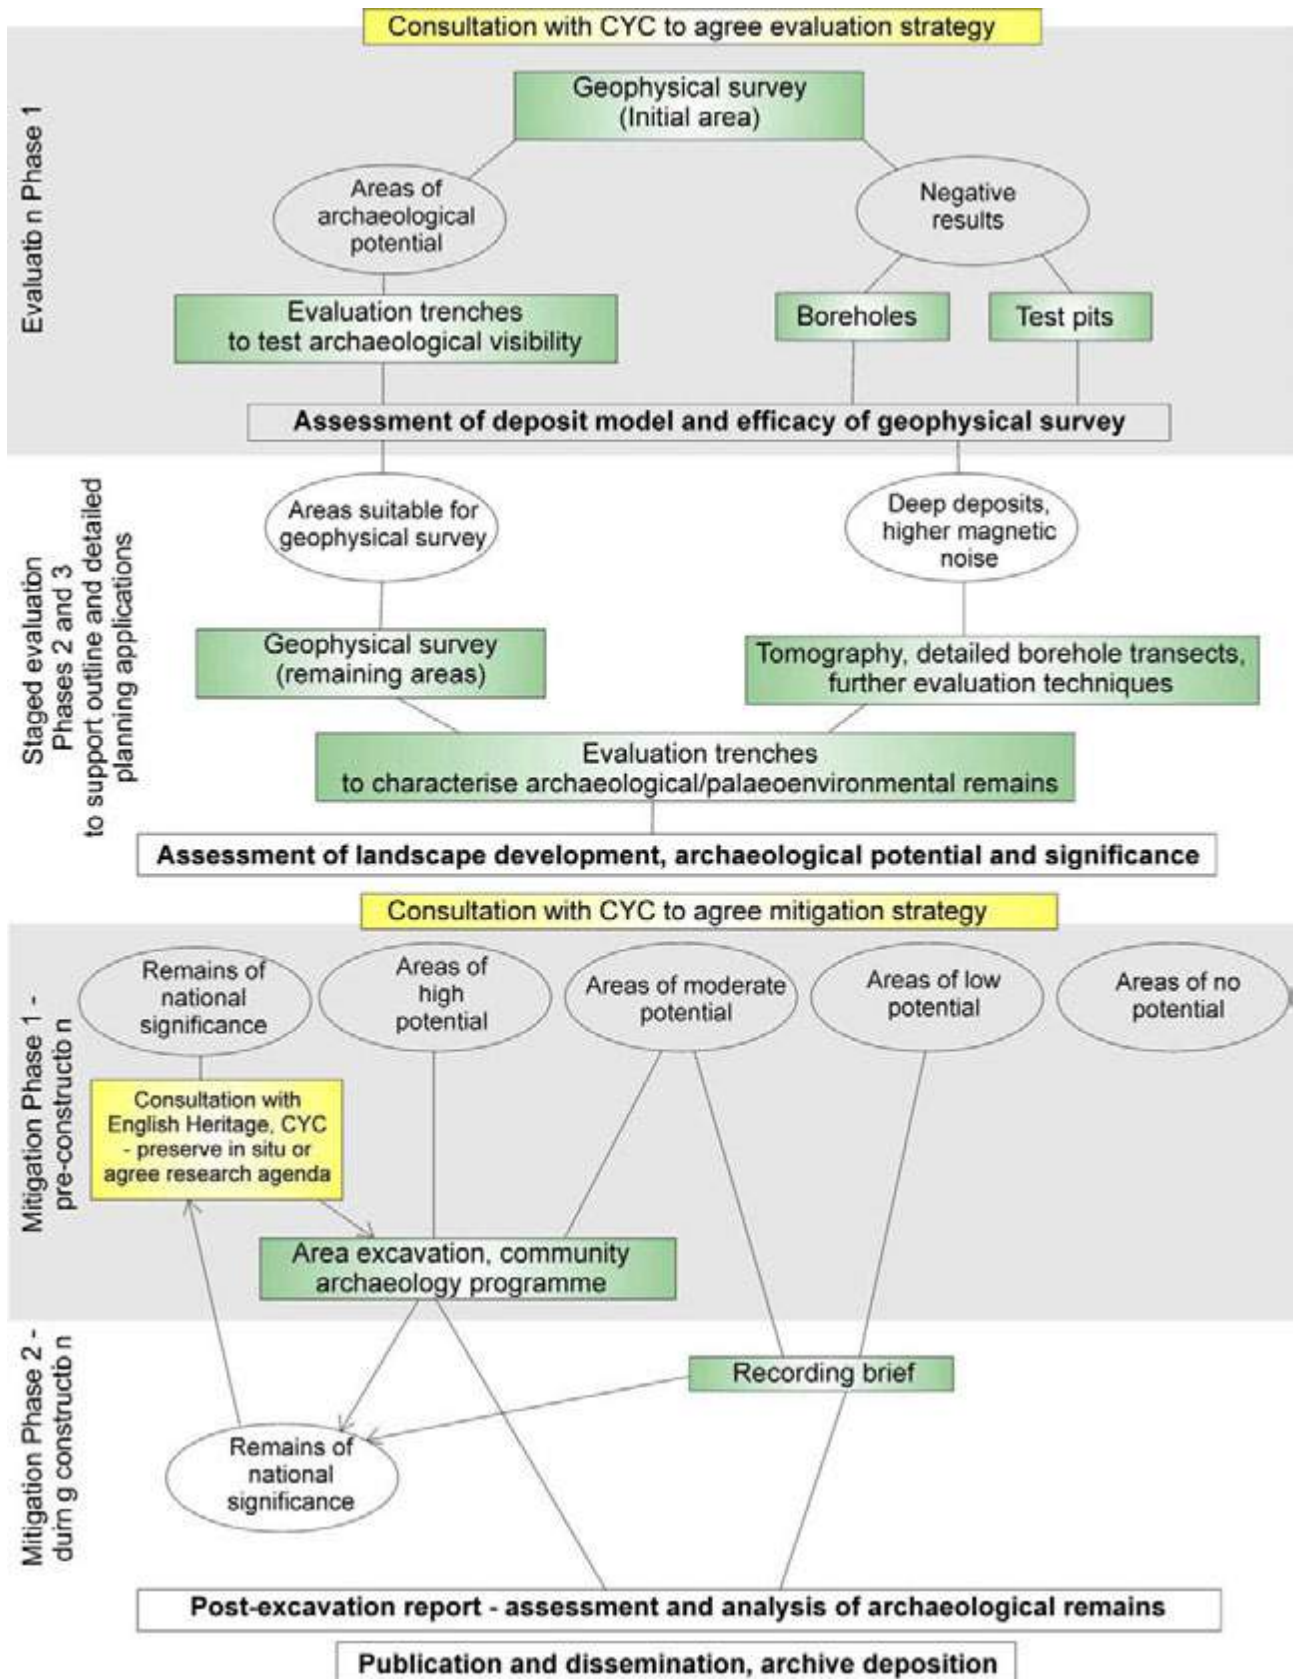 Consultation with CYC to agree evaluation strategy
Evaluatio n Phase 1
Geophysical survey
(Initial area)
Areas of
archaeological
potential
Negative
results
Evaluation trenches
to test archaeological visibility
Boreholes
Test pits
Assessment of deposit model and efficacy of geophysical survey
Staged evaluation
Phases 2 and 3
to support outline and detailed
planning applications
Areas suitable for
geophysical survey
Deep deposits,
higher magnetic
noise
Geophysical survey
(remaining areas)
Tomography, detailed borehole transects,
further evaluation techniques
Evaluation trenches
to characterise archaeological/palaeoenvironmental remains
Assessment of landscape development, archaeological potential and significance
Consultation with CYC to agree mitigation strategy
Mitigation Phase 1 -
pre-constructio n
Remains of
national
significance
Areas of
high
potential
Areas of moderate
potential
Areas of low
potential
Areas of no
potential
Consultation with
English Heritage, CYC
- preserve in situ or
agree research agenda
Area excavation, community
archaeology programme
Mitigation Phase 2 -
durin g constructio n
Recording brief
Remains of
national
significance
Post-excavation report - assessment and analysis of archaeological remains
Publication and dissemination, archive deposition